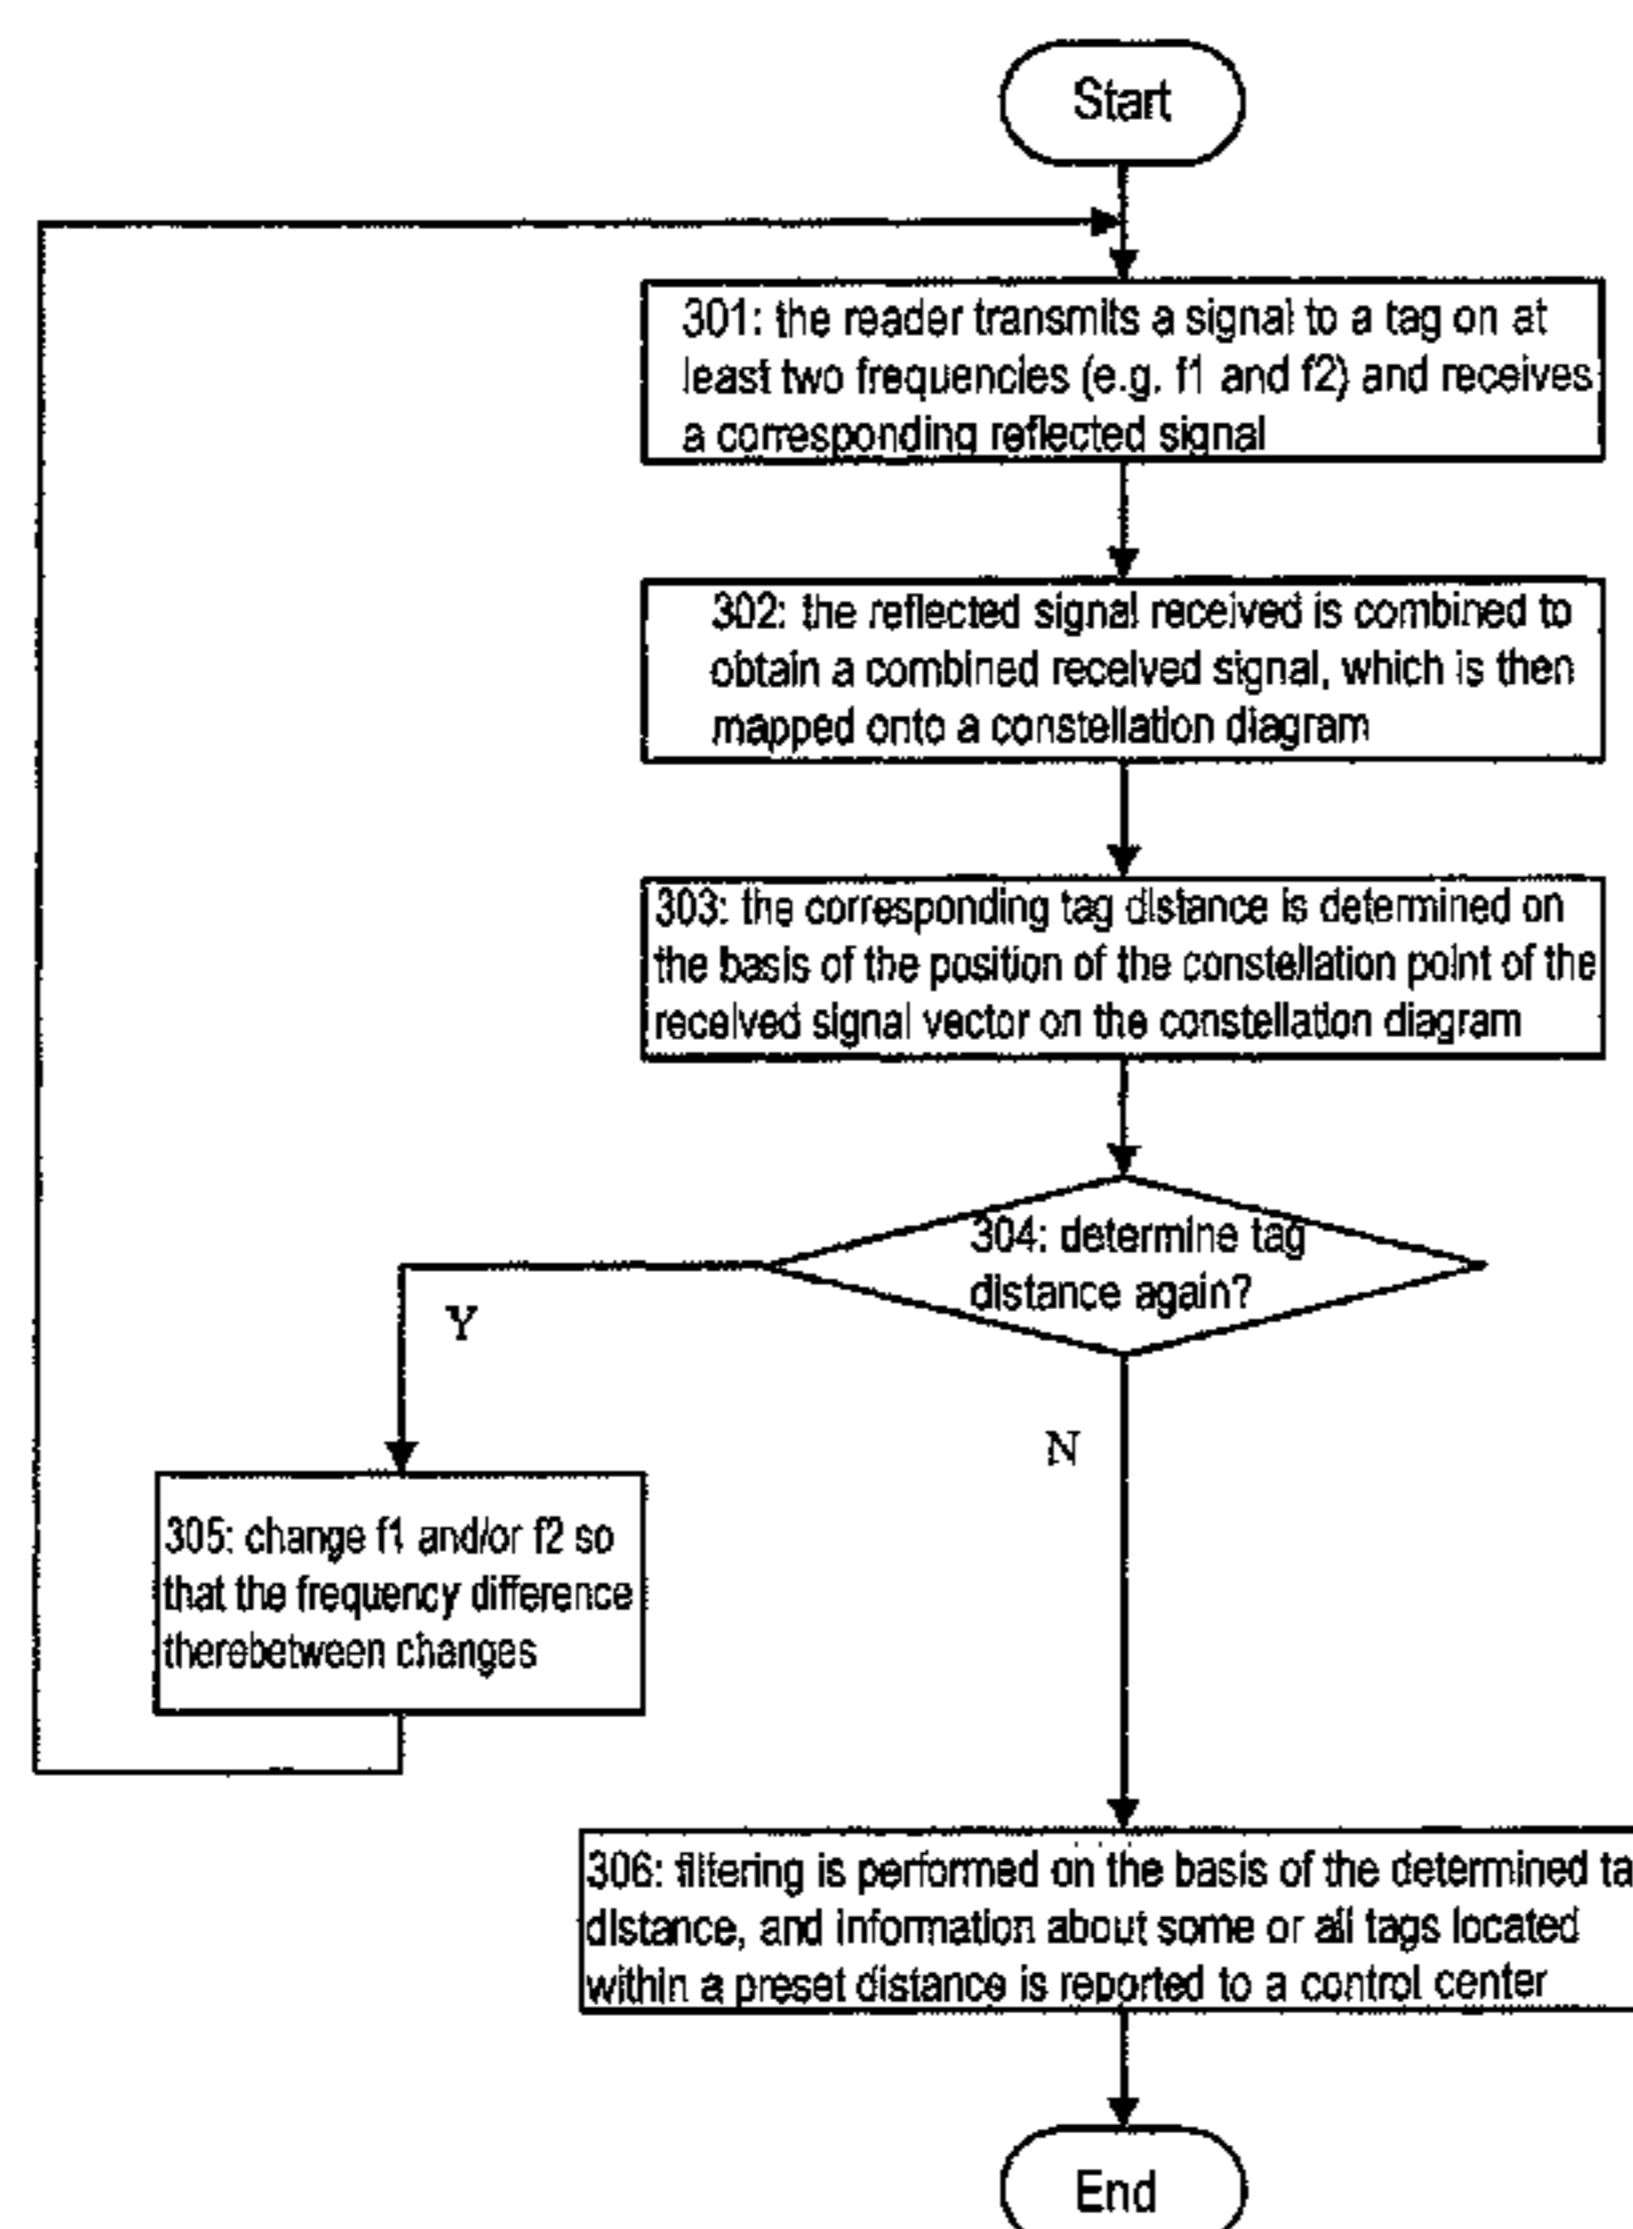 Start
301: the reader transmits a signal to a tag on at
least two frequencies (e.g. f1 and f2) and receives
a corresponding reflected signal
302: the reflected signal received is combined to
obtain a combined received signal, which is then
mapped onto a constellation diagram
303: the corresponding tag distance is determined on
the basis of the position of the constellation point of the
received signal vector on the constellation diagram
304: determine tag
distance again?
Y
N
305: change f1 and/or f2 so
that the frequency difference
therebetween changes
306: filtering is performed on the basis of the determined
distance, and information about some or all tags located
within a preset distance is reported to a control center
End